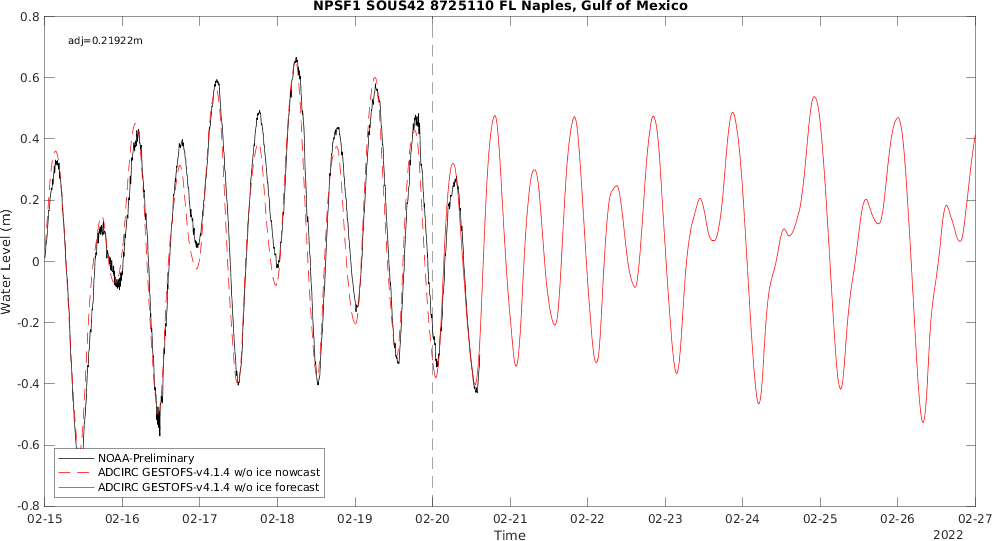 NPSF1 SOUS42 8725110 FL Naples, Gulf of Mexico
adj=0.21922m
Water Level (m)
0.8
0.6
0.4
0.2
0
-0.2
-0.4
-0.6
-0.8
NOAA-Preliminary
ADCIRC GESTOFS-v4.1.4 w/o ice nowcast
ADCIRC GESTOFS-v4.1.4 w/o ice forecast
02-15 02-16 02-17 02-18 02-19 02-20 02-21 02-22 02-23 02-24 02-25 02-26 02-27
Time
2022